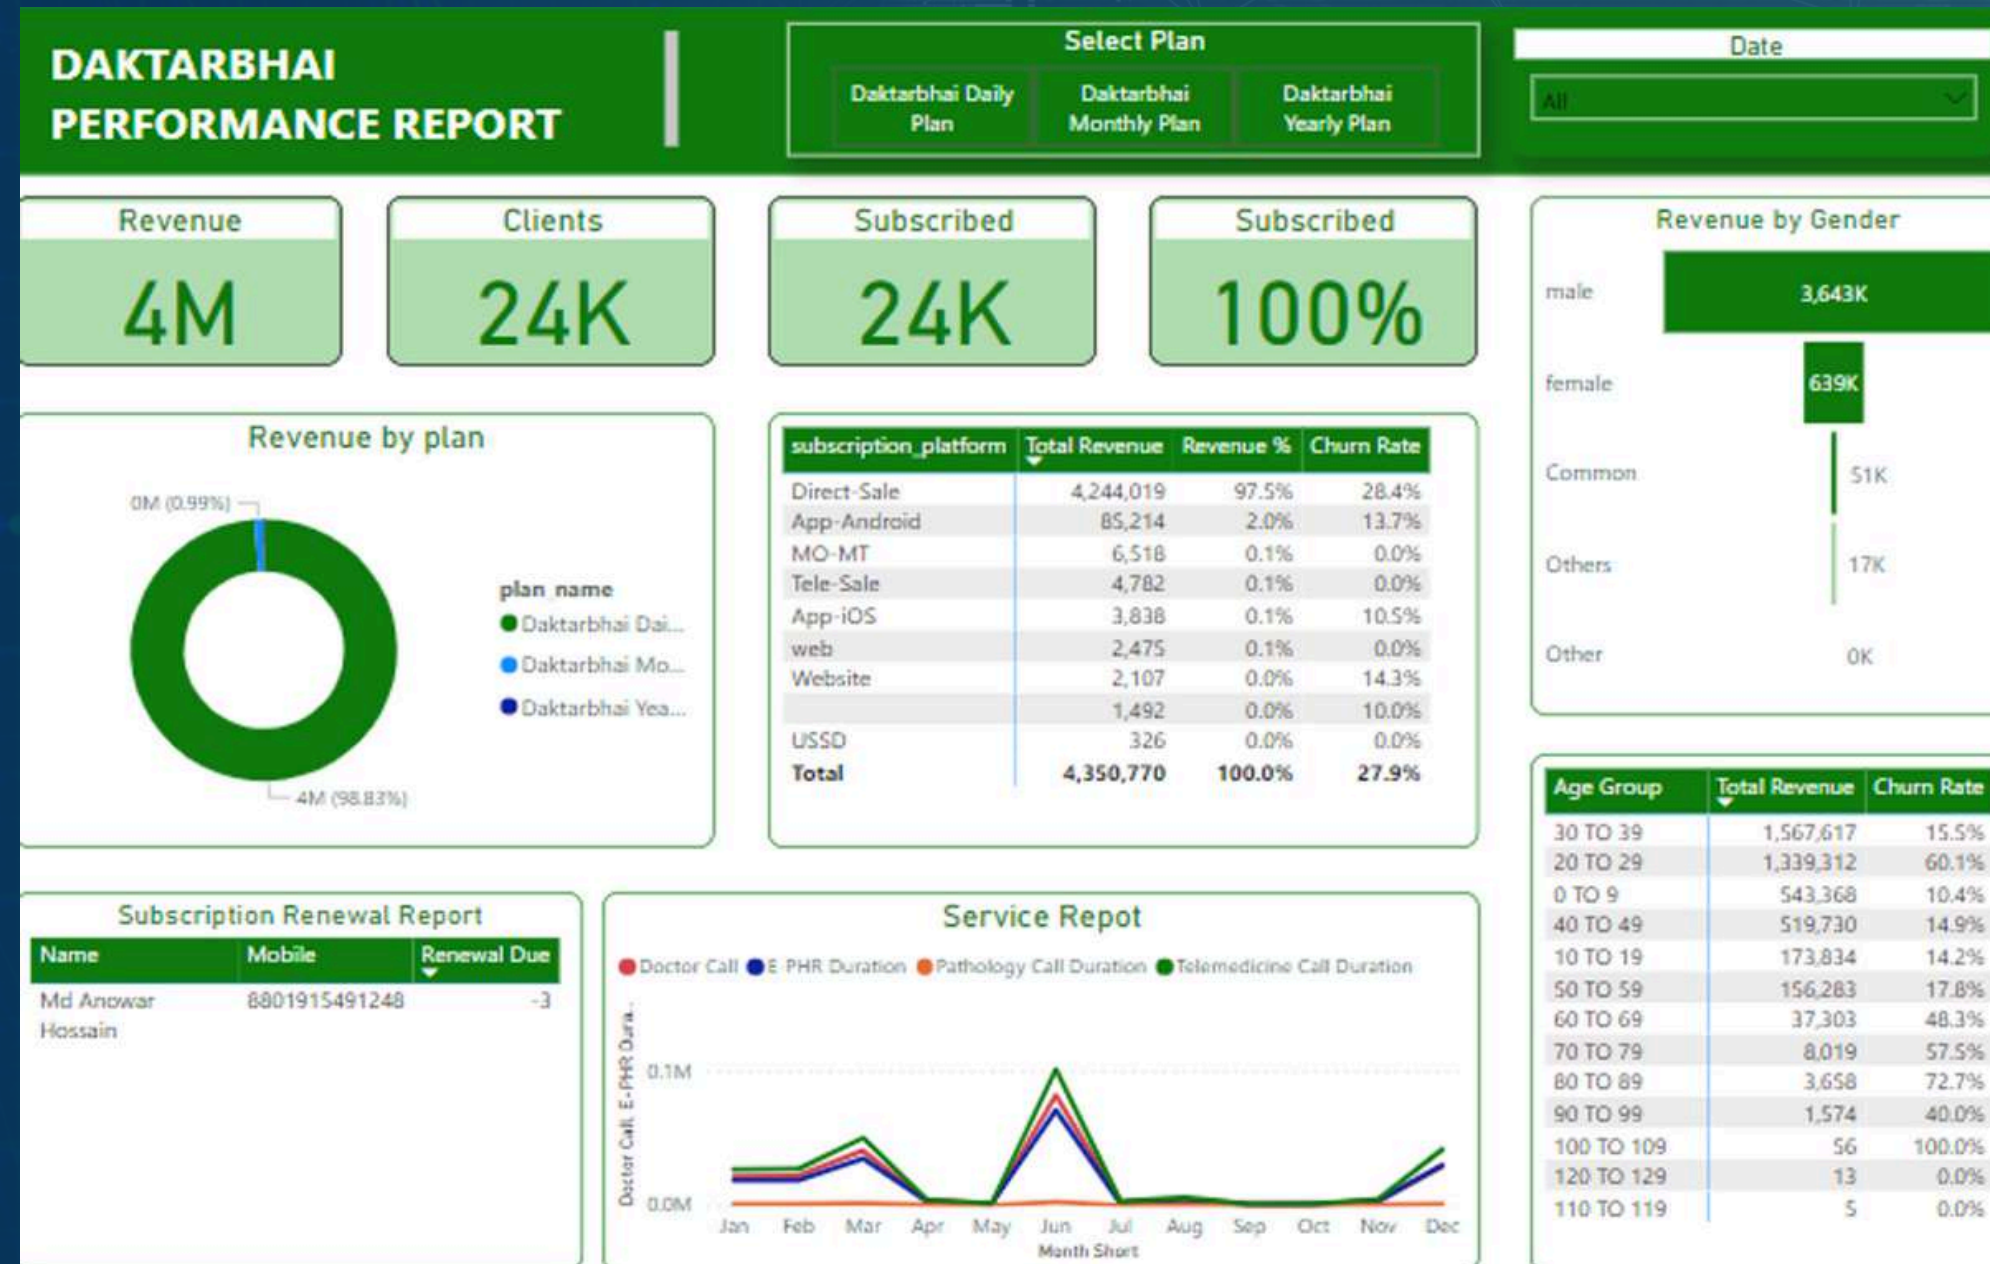 DAKTARBHAI
PERFORMANCE REPORT
Select Plan
Daktarbhai Daily
Plan
Daktarbhai
Monthly Plan
Daktarbhai
Yearly Plan
Date
All
Revenue
4M
Clients
24K
Subscribed
24K
Subscribed
100%
Revenue by Gender
male 3,643K
female 639K
Common 51K
Others 17K
Other 0K
Revenue by plan
0M (0.99%)
4M (98.83%)
plan_name
Daktarbhai Dai...
Daktarbhai Mo...
Daktarbhai Yea...
subscription_platform Total Revenue Revenue % Churn Rate
Direct-Sale 4,244,019 97.5% 28.4%
App-Android 85,214 2.0% 13.7%
MO-MT 6,518 0.1% 0.0%
Tele-Sale 4,782 0.1% 0.0%
App-iOS 3,838 0.1% 10.5%
web 2,475 0.1% 0.0%
Website 2,107 0.0% 14.3%
1,492 0.0% 10.0%
USSD 326 0.0% 0.0%
Total 4,350,770 100.0% 27.9%
Age Group Total Revenue Churn Rate
30 TO 39 1,567,617 15.5%
20 TO 29 1,339,312 60.1%
0 TO 9 543,368 10.4%
40 TO 49 519,730 14.9%
10 TO 19 173,834 14.2%
50 TO 59 156,283 17.8%
60 TO 69 37,303 48.3%
70 TO 79 8,019 57.5%
80 TO 89 3,658 72.7%
90 TO 99 1,574 40.0%
100 TO 109 56 100.0%
120 TO 129 13 0.0%
110 TO 119 5 0.0%
Subscription Renewal Report
Name Mobile Renewal Due
Md Anowar 8801915491248 -3
Hossain
Service Repot
Doctor Call E-PHR Duration Pathology Call Duration Telemedicine Call Duration
Doctor Call, E-PHR Dura...
0.1M
0.0M
Jan Feb Mar Apr May Jun Jul Aug Sep Oct Nov Dec
Month Short